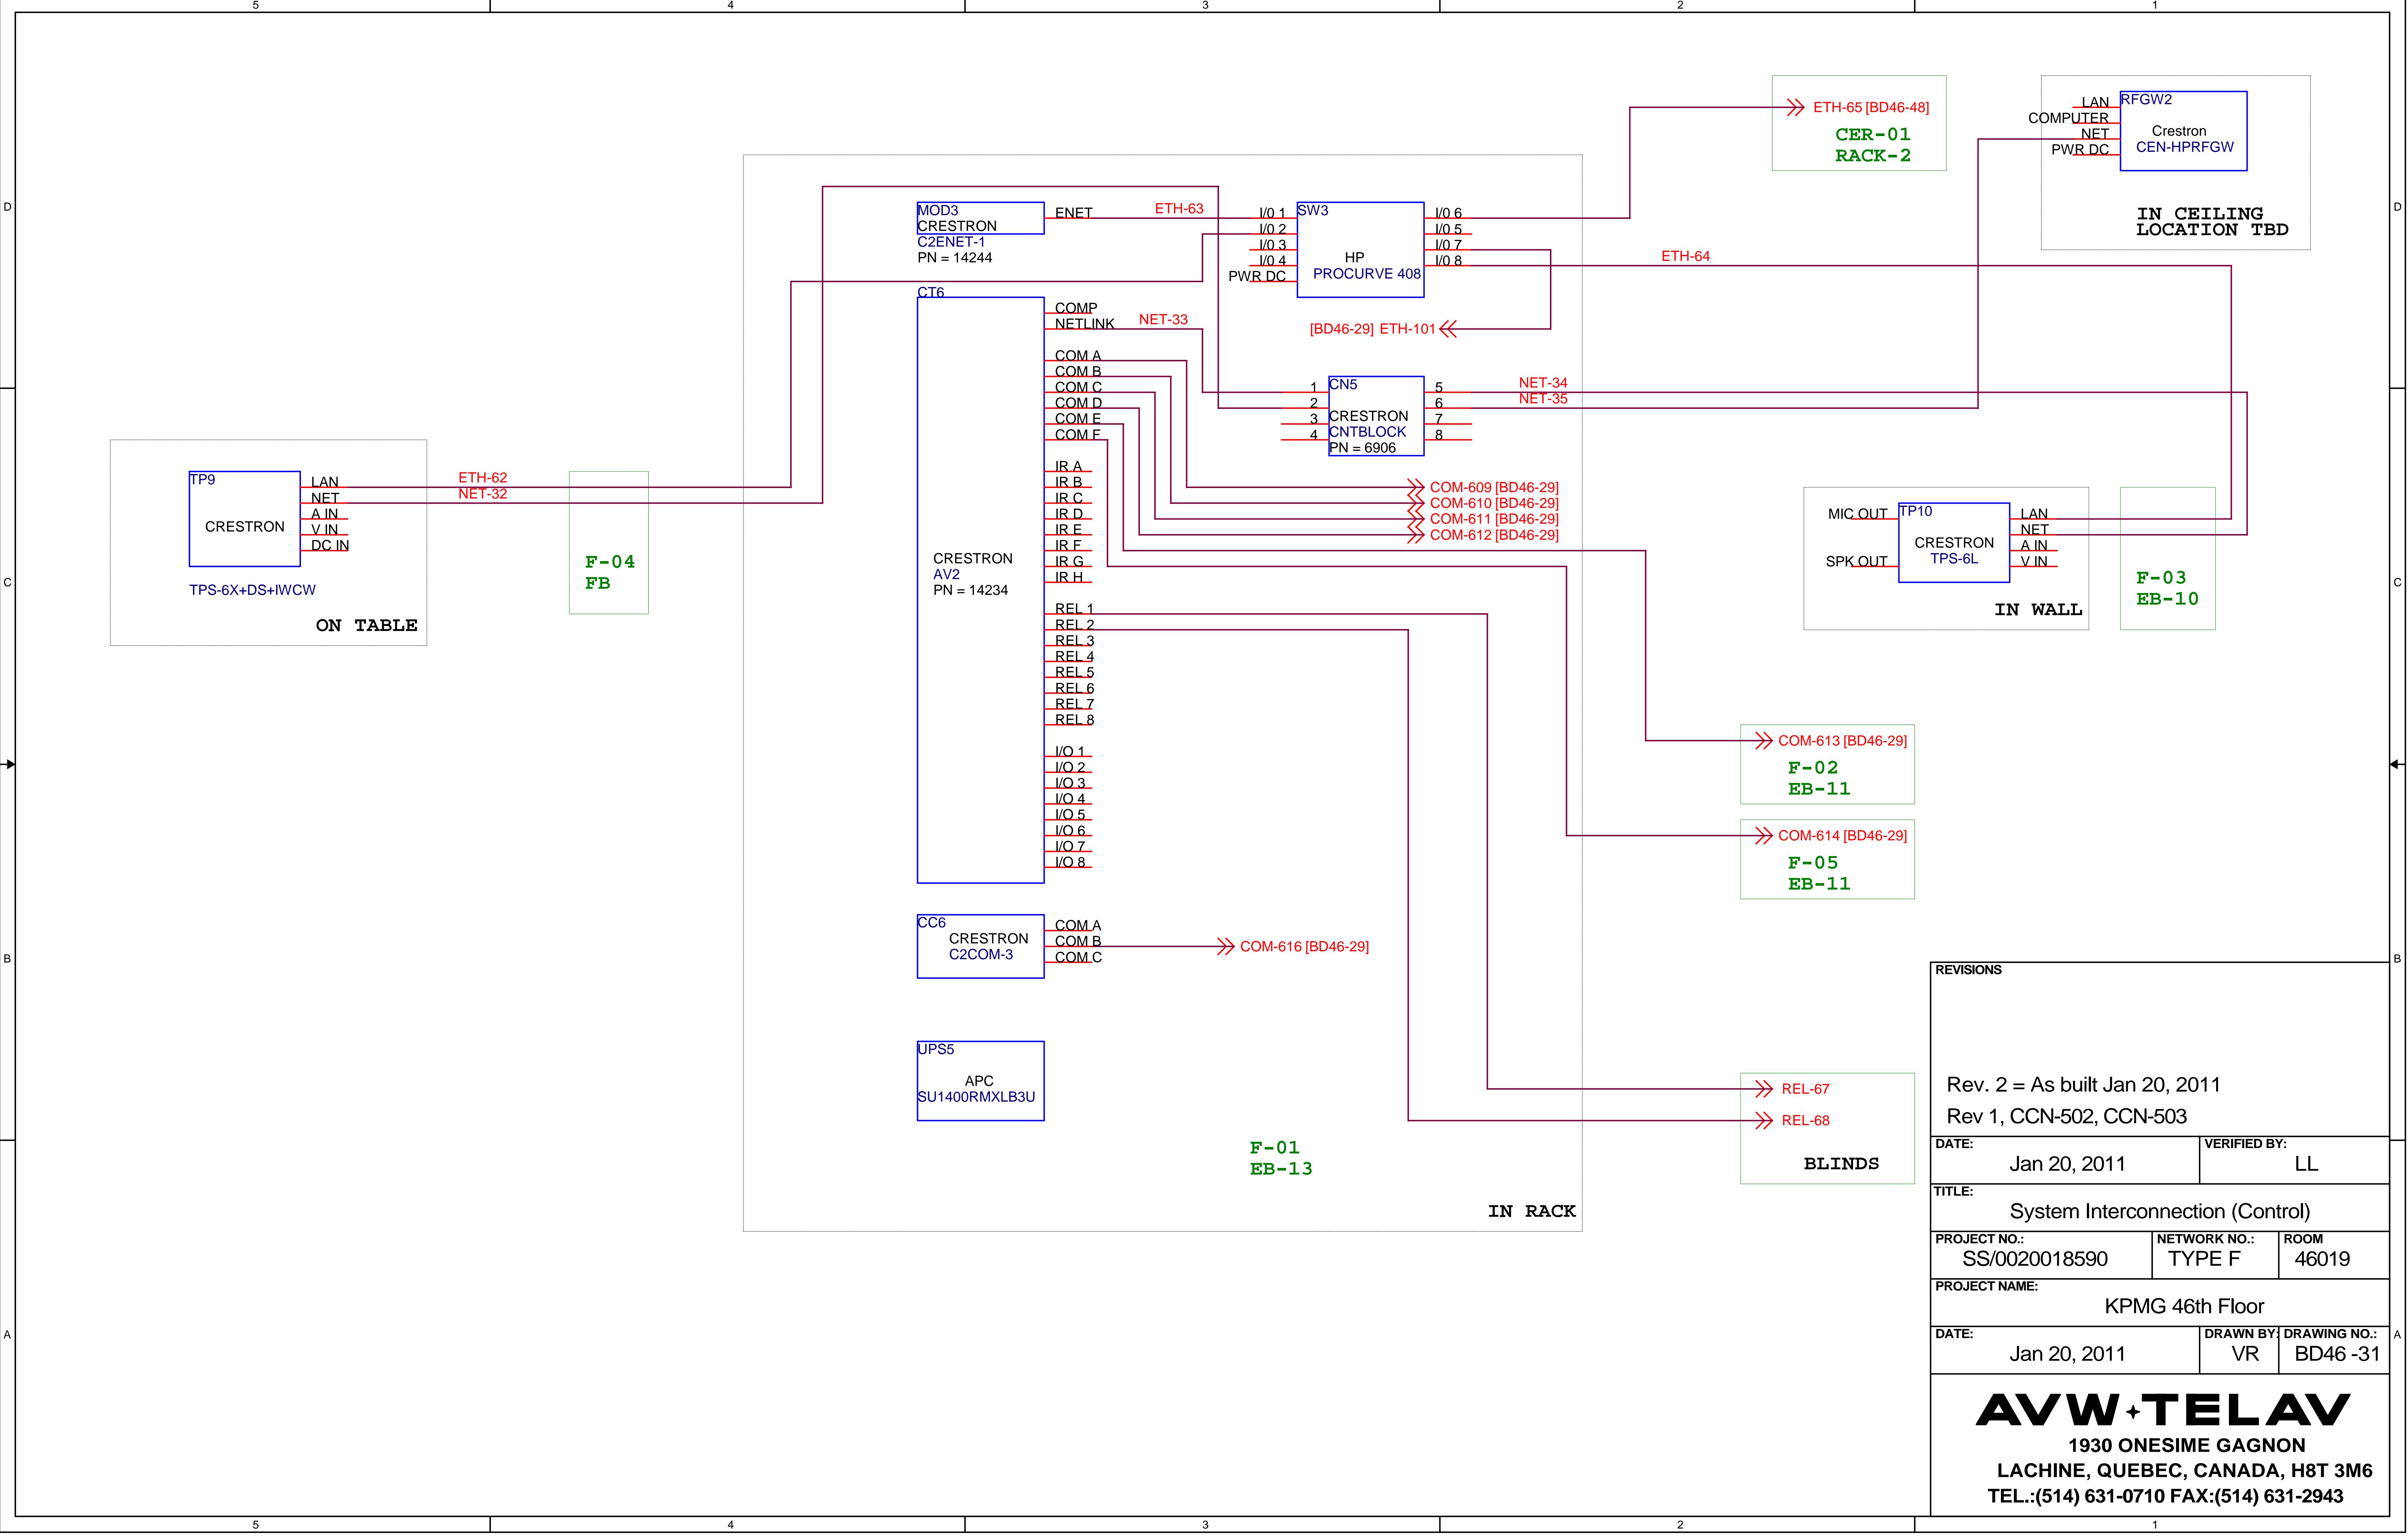 5 4 3 2 1
D
C
B
A
ETH-65 [BD46-48]
CER-01
RACK-2
LAN
COMPUTER
NET
PWR DC
RFGW2
Crestron
CEN-HPRFGW
IN CEILING
LOCATION TBD
MOD3
CRESTRON
C2ENET-1
PN = 14244
ENET
ETH-63
I/0 1
I/0 2
I/0 3
I/0 4
PWR DC
SW3
HP
PROCURVE 408
I/0 6
I/0 5
I/0 7
I/0 8
ETH-64
[BD46-29] ETH-101
CT6
CRESTRON
AV2
PN = 14234
COMP
NETLINK
NET-33
COM A
COM B
COM C
COM D
COM E
COM F
IR A
IR B
IR C
IR D
IR E
IR F
IR G
IR H
REL 1
REL 2
REL 3
REL 4
REL 5
REL 6
REL 7
REL 8
I/O 1
I/O 2
I/O 3
I/O 4
I/O 5
I/O 6
I/O 7
I/O 8
1
2
3
4
CN5
CRESTRON
CNTBLOCK
PN = 6906
5
6
7
8
NET-34
NET-35
COM-609 [BD46-29]
COM-610 [BD46-29]
COM-611 [BD46-29]
COM-612 [BD46-29]
TP9
CRESTRON
TPS-6X+DS+IWCW
LAN
NET
A IN
V IN
DC IN
ON TABLE
ETH-62
NET-32
F-04
FB
MIC OUT
SPK OUT
TP10
CRESTRON
TPS-6L
LAN
NET
A IN
V IN
IN WALL
F-03
EB-10
COM-613 [BD46-29]
F-02
EB-11
COM-614 [BD46-29]
F-05
EB-11
CC6
CRESTRON
C2COM-3
COM A
COM B
COM C
COM-616 [BD46-29]
UPS5
APC
SU1400RMXLB3U
F-01
EB-13
IN RACK
REL-67
REL-68
BLINDS
REVISIONS
Rev. 2 = As built Jan 20, 2011
Rev 1, CCN-502, CCN-503
DATE:
Jan 20, 2011
VERIFIED BY:
LL
TITLE:
System Interconnection (Control)
PROJECT NO.:
SS/0020018590
NETWORK NO.:
TYPE F
ROOM
46019
PROJECT NAME:
KPMG 46th Floor
DATE:
Jan 20, 2011
DRAWN BY:
VR
DRAWING NO.:
BD46 -31
AVW+TELAV
1930 ONESIME GAGNON
LACHINE, QUEBEC, CANADA, H8T 3M6
TEL.:(514) 631-0710 FAX:(514) 631-2943
D
C
B
A
5 4 3 2 1